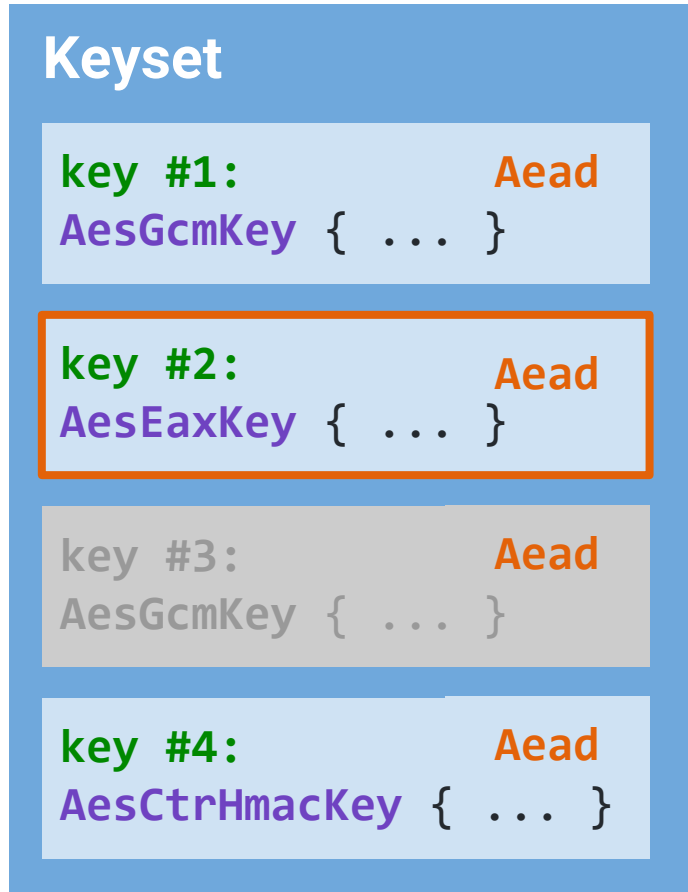 Keyset
key #1: Aead
AesGcmKey { ... }
key #2: Aead
AesEaxKey { ... }
key #3: Aead
AesGcmKey { ... }
key #4: Aead
AesCtrHmacKey { ... }